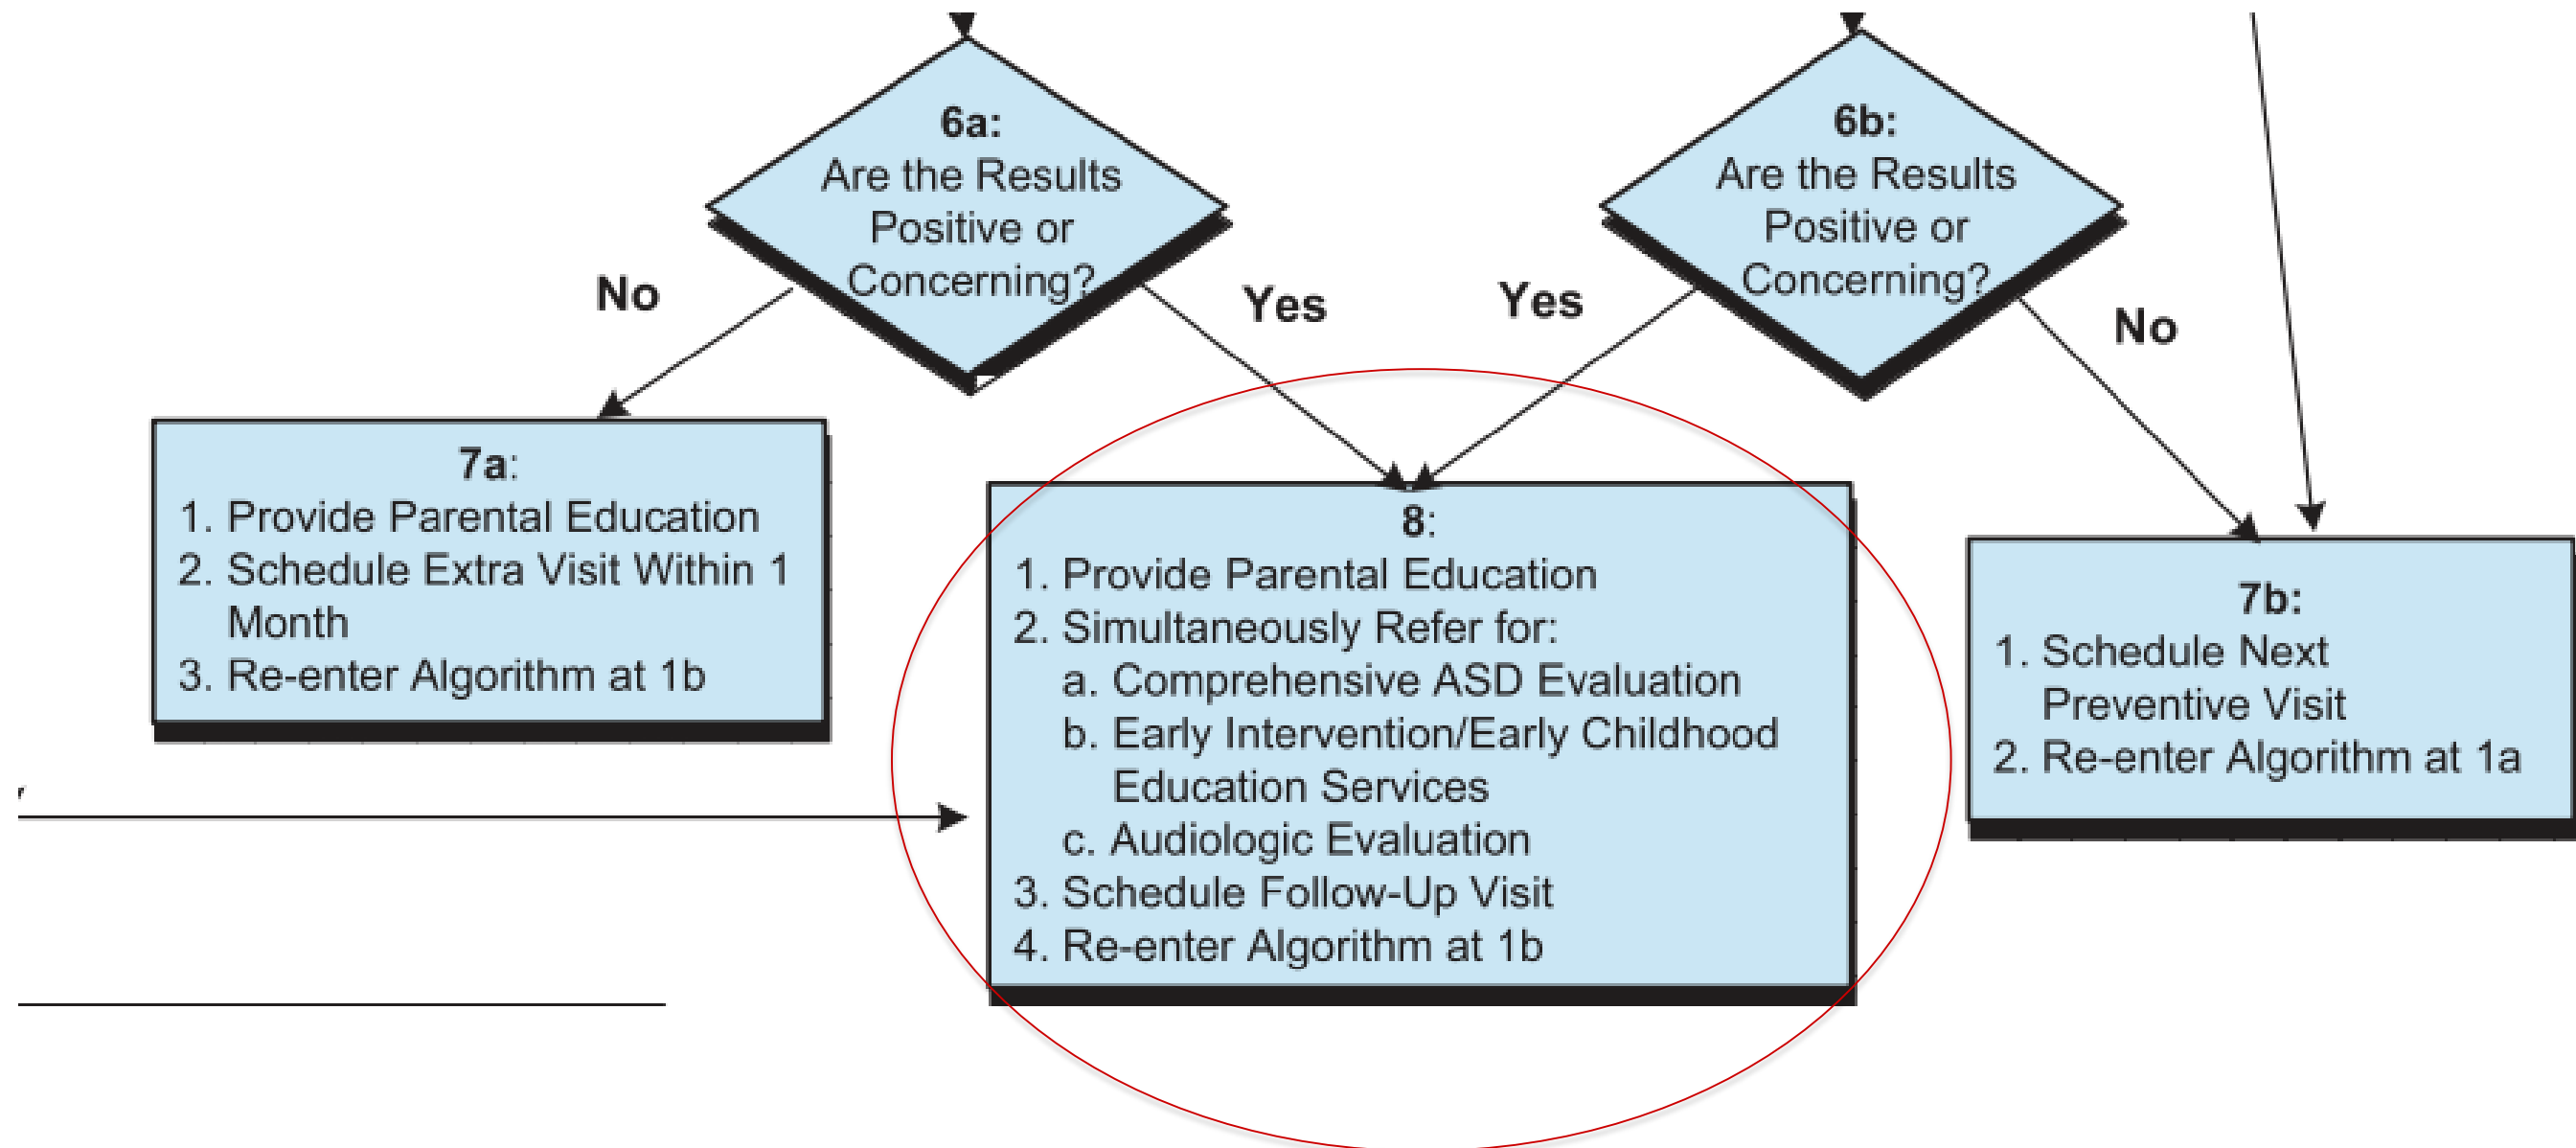 6a:
Are the Results
Positive or
Concerning?
6b:
Are the Results
Positive or
Concerning?
No
Yes
Yes
No
7a:
1. Provide Parental Education
2. Schedule Extra Visit Within 1
Month
3. Re-enter Algorithm at 1b
8:
1. Provide Parental Education
2. Simultaneously Refer for:
a. Comprehensive ASD Evaluation
b. Early Intervention/Early Childhood
Education Services
c. Audiologic Evaluation
3. Schedule Follow-Up Visit
4. Re-enter Algorithm at 1b
7b:
1. Schedule Next
Preventive Visit
2. Re-enter Algorithm at 1a